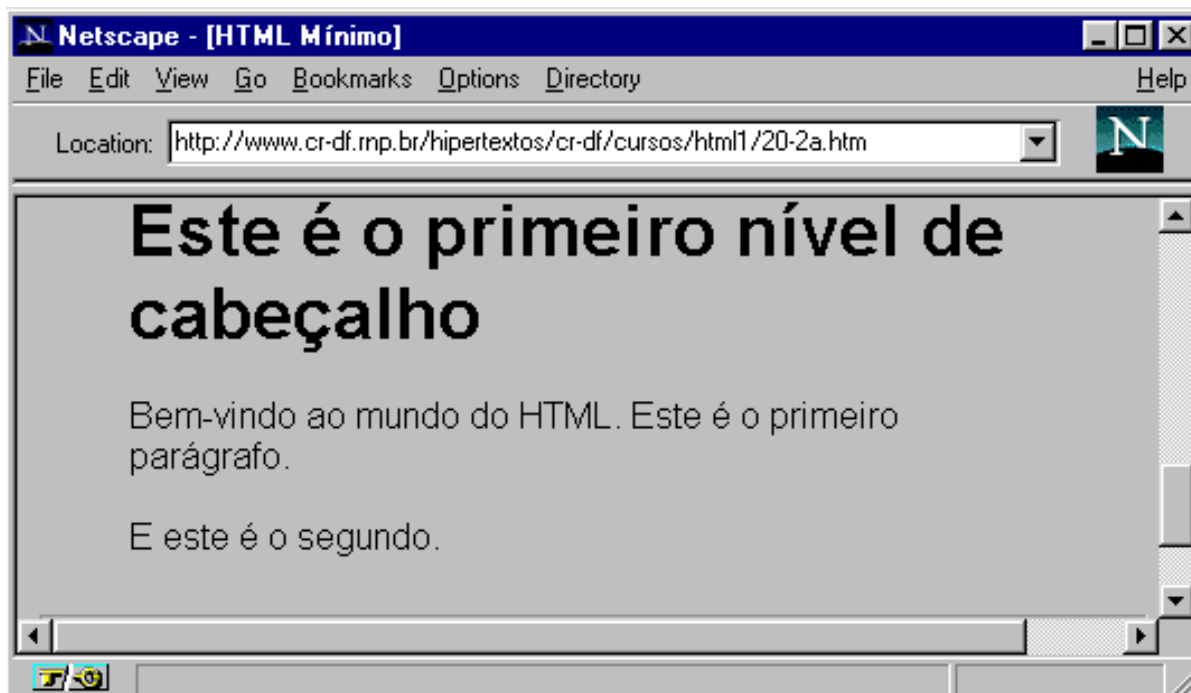 N Netscape - [HTML Mínimo]
File Edit View Go Bookmarks Options Directory Help
Location: http://www.cr-df.rnp.br/hipertextos/cr-df/cursos/html1/20-2a.htm
N
Este é o primeiro nível de
cabeçalho
Bem-vindo ao mundo do HTML. Este é o primeiro
parágrafo.
E este é o segundo.